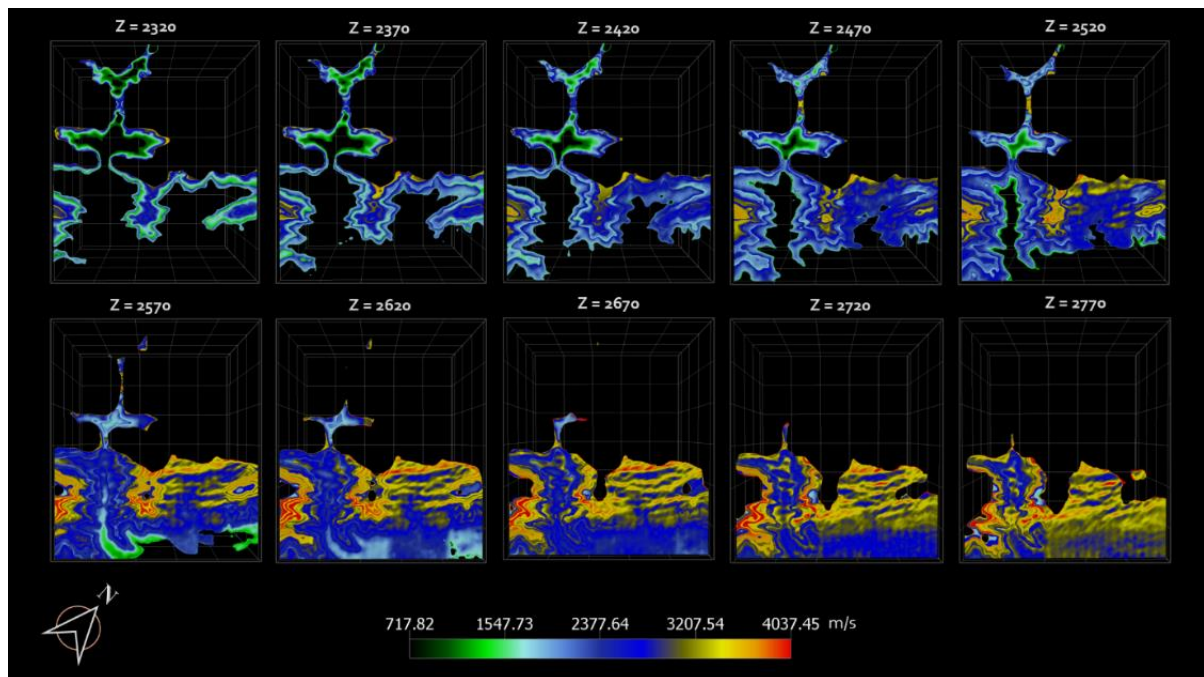 Z = 2320
Z = 2370
Z = 2420
Z = 2470
Z = 2520
Z = 2570
Z = 2620
Z = 2670
Z = 2720
Z = 2770
N
717.82 1547.73 2377.64 3207.54 4037.45 m/s